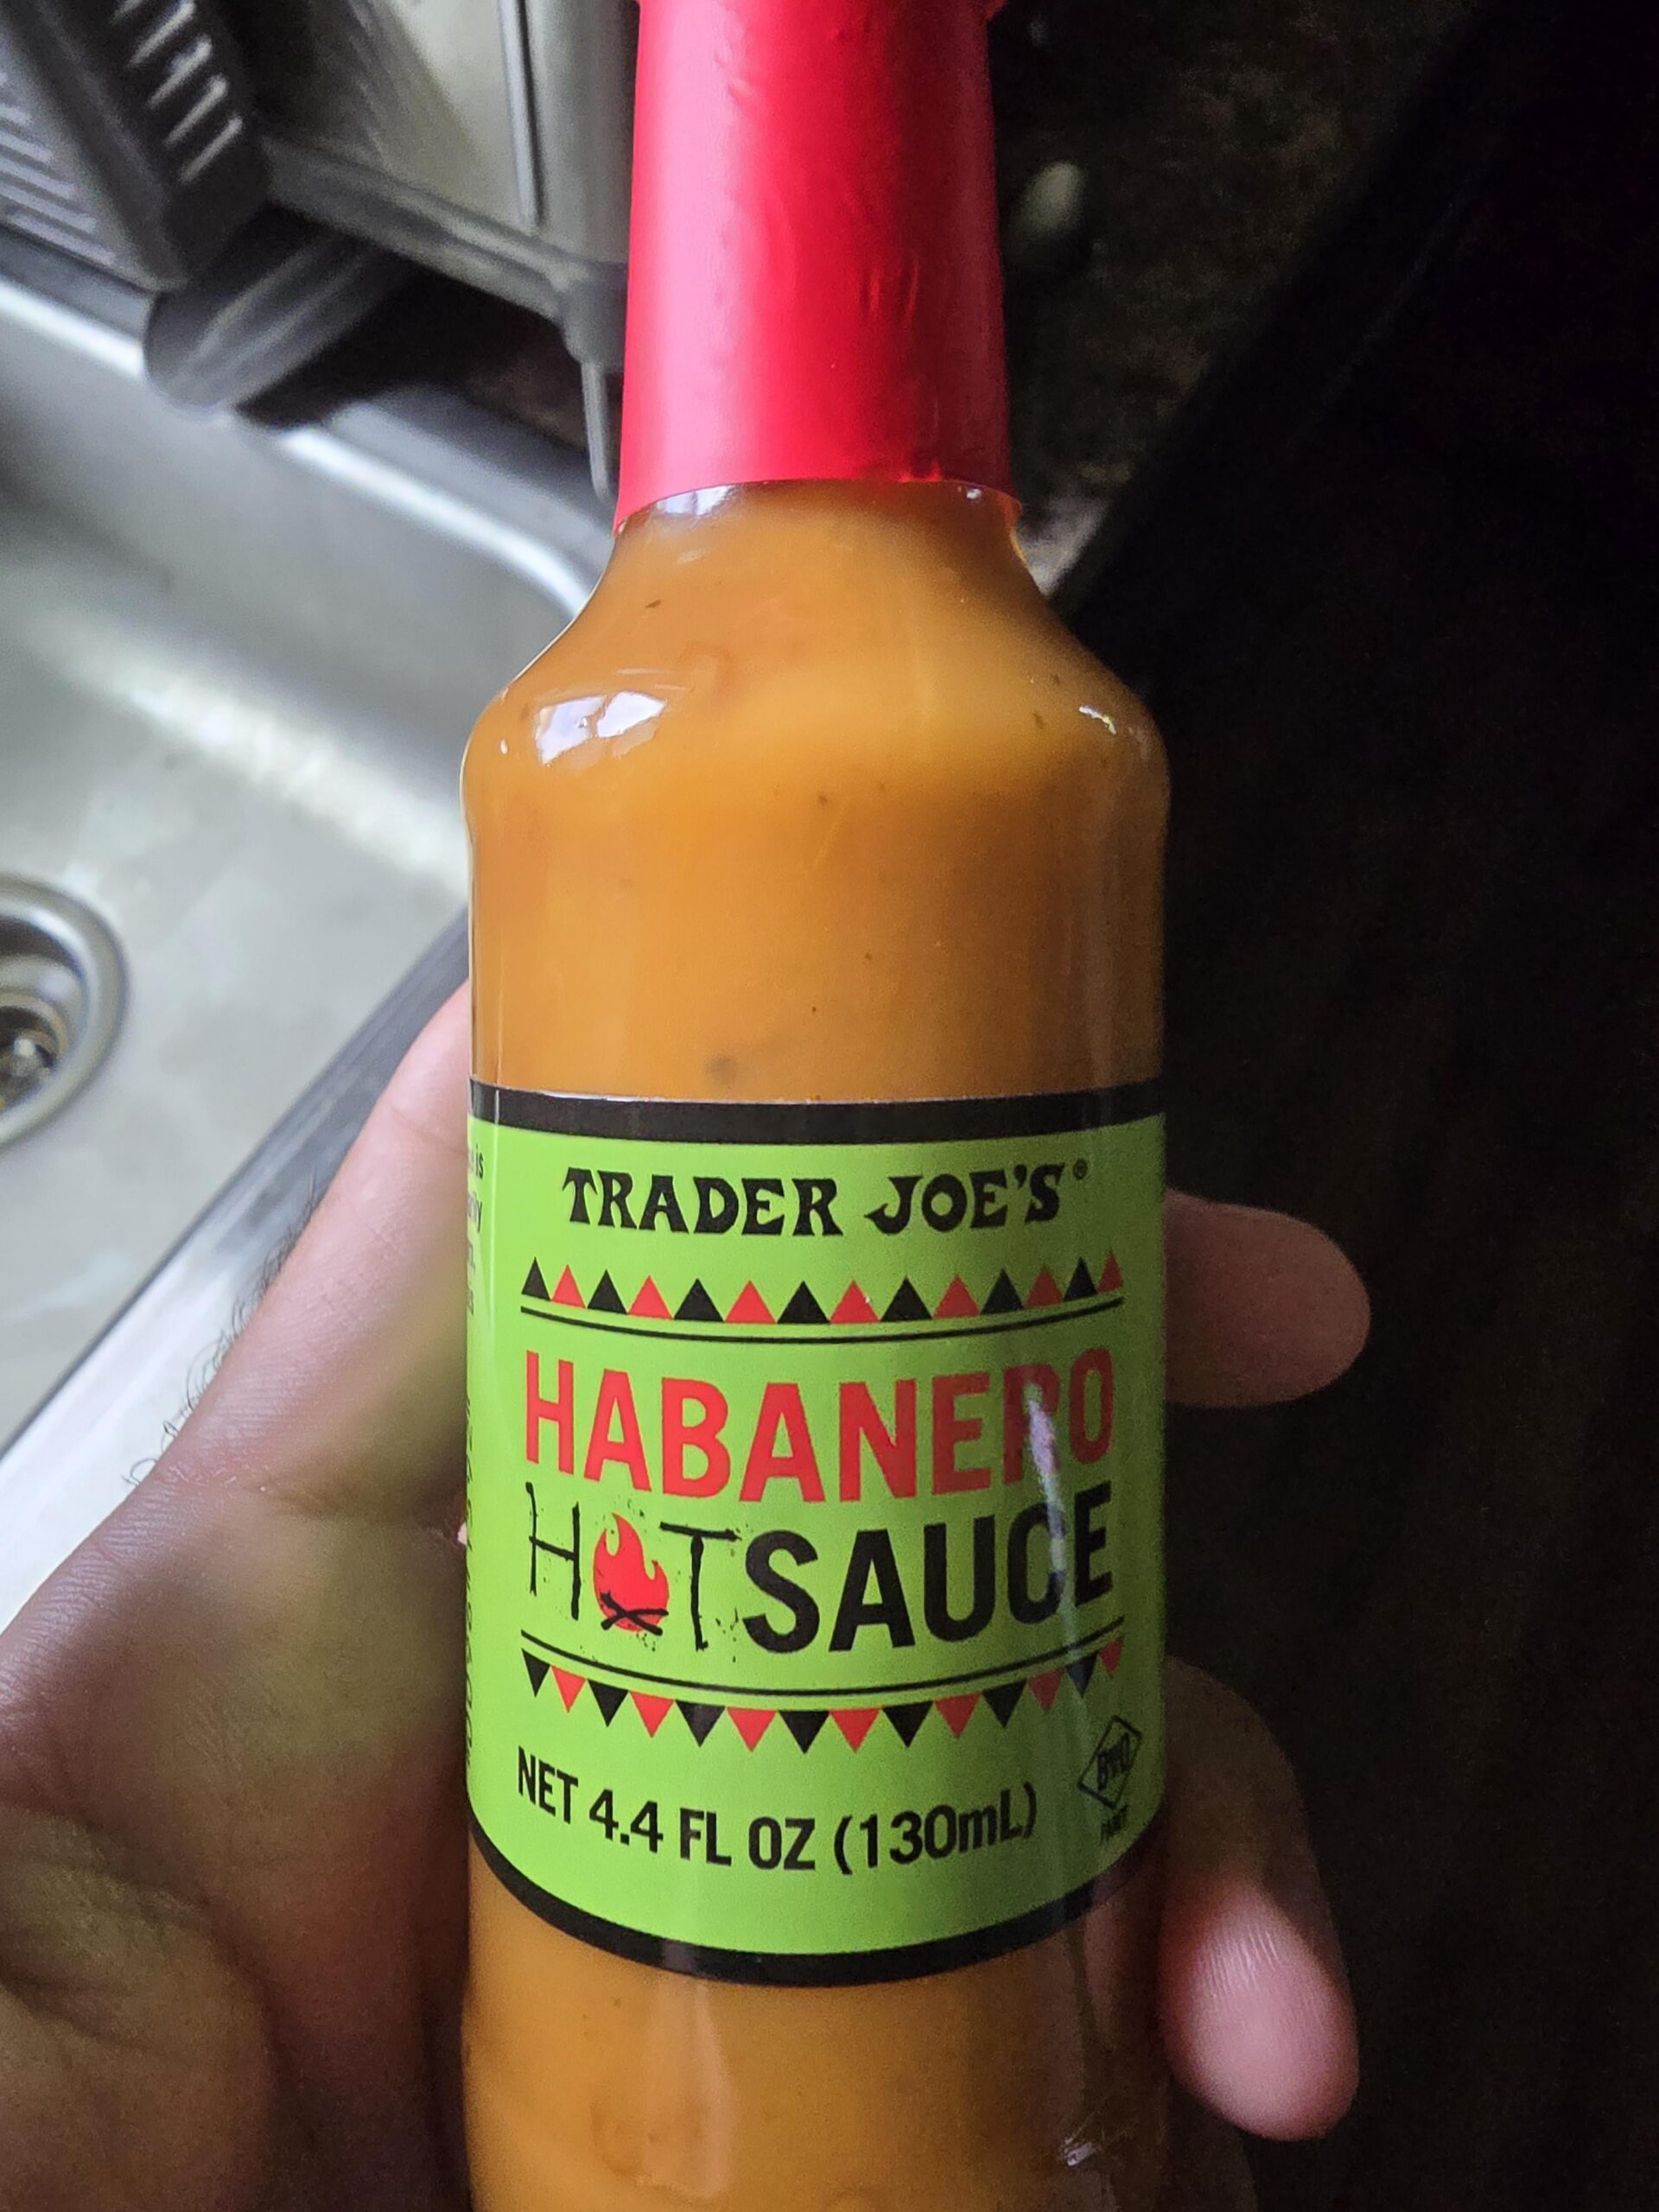 TRADER JOE'S®
HABANERO
HOT SAUCE
NET 4.4 FL OZ (130mL)